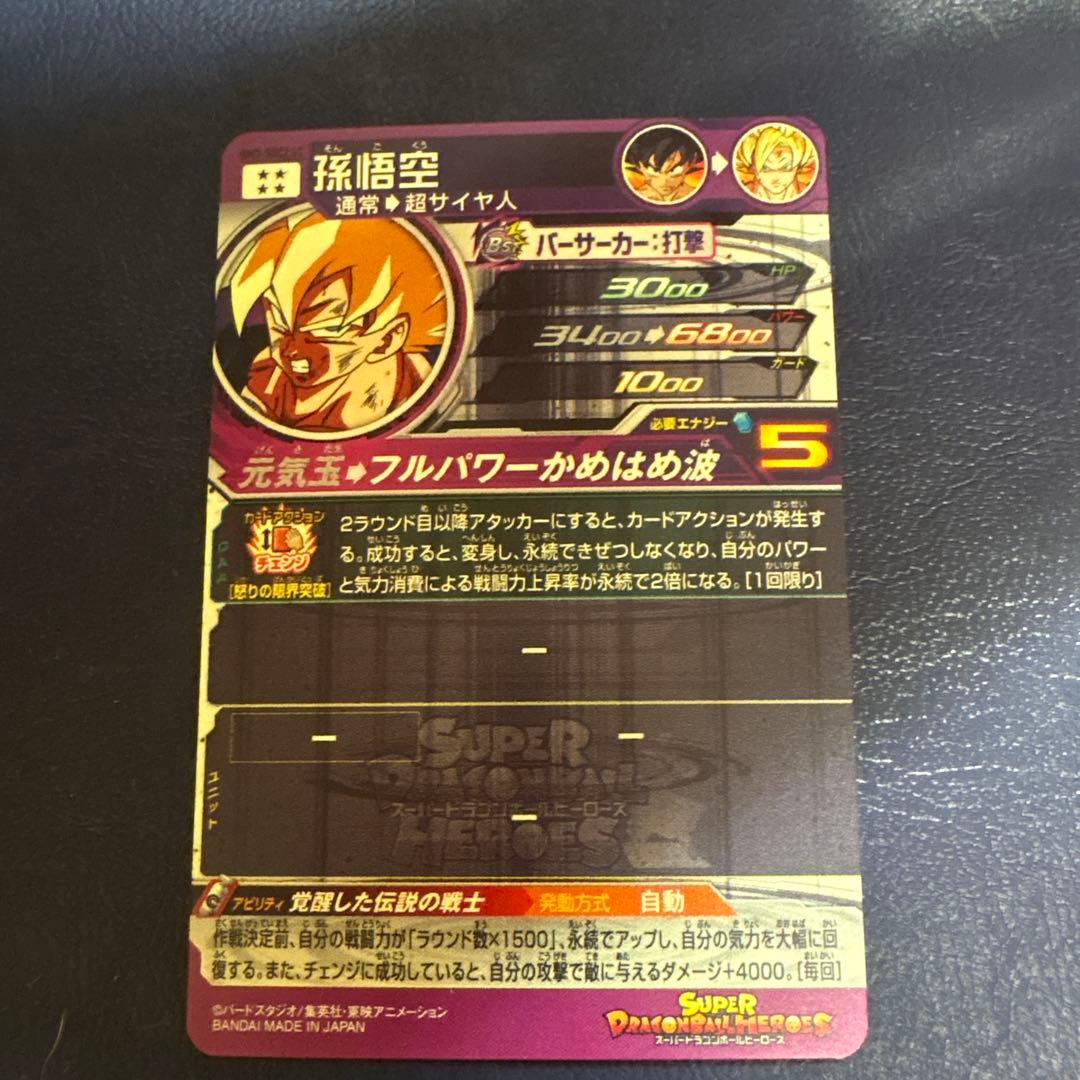 ★★
★★
孫悟空
そんごくう
通常➡超サイヤ人
Bs バーサーカー:打撃
HP
3000
パワー
3400➡6800
カード
1000
必要エナジー 5
元気玉➡フルパワーかめはめ波
カードアクション
チェンジ
[怒りの限界突破]
CAA
2ラウンド目以降アタッカーにすると、カードアクションが発生す
る。成功すると、変身し、永続できぜつしなくなり、自分のパワー
と気力消費による戦闘力上昇率が永続で2倍になる。[1回限り]
ー
ユニット
ー
ー
ー
SUPER
DRAGONBALL
スーパードラゴンボールヒーローズ
HEROES
アビリティ 覚醒した伝説の戦士 発動方式 自動
作戦決定前、自分の戦闘力が「ラウンド数×1500」、永続でアップし、自分の気力を大幅に回
復する。また、チェンジに成功していると、自分の攻撃で敵に与えるダメージ+4000。[毎回]
©バードスタジオ/集英社・東映アニメーション
BANDAI MADE IN JAPAN
SUPER
DRAGONBALL HEROES
スーパードラゴンボールヒーローズ